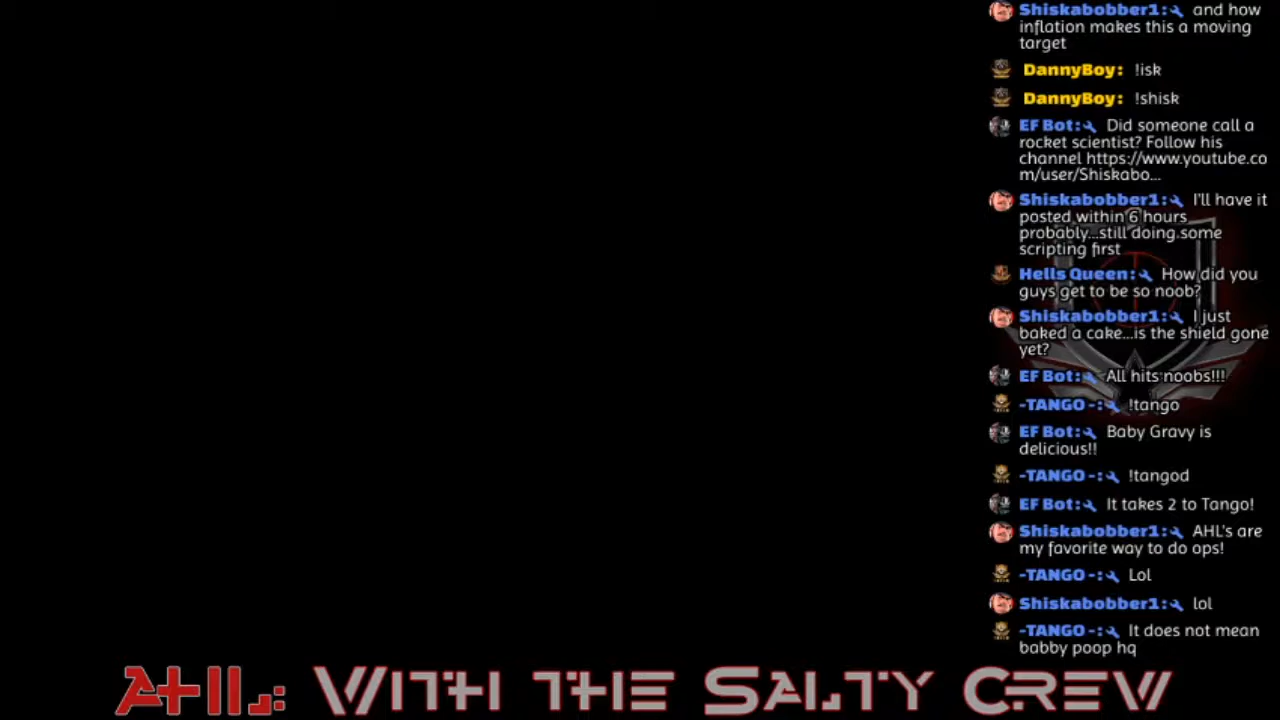 Shiskabobber1: and how
inflation makes this a moving
target
DannyBoy: !isk
DannyBoy: !shisk
EF Bot: Did someone call a
rocket scientist? Follow his
channel https://www.youtube.co
m/user/Shiskabo...
Shiskabobber1: I'll have it
posted within 6 hours
probably...still doing some
scripting first
Hells Queen: How did you
guys get to be so noob?
Shiskabobber1: I just
baked a cake...is the shield gone
yet?
EF Bot: All hits noobs!!!
-TANGO -: !tango
EF Bot: Baby Gravy is
delicious!!
-TANGO -: !tangod
EF Bot: It takes 2 to Tango!
Shiskabobber1: AHL's are
my favorite way to do ops!
-TANGO -: Lol
Shiskabobber1: lol
-TANGO -: It does not mean
babby poop hq
AHL: With the Salty Crew